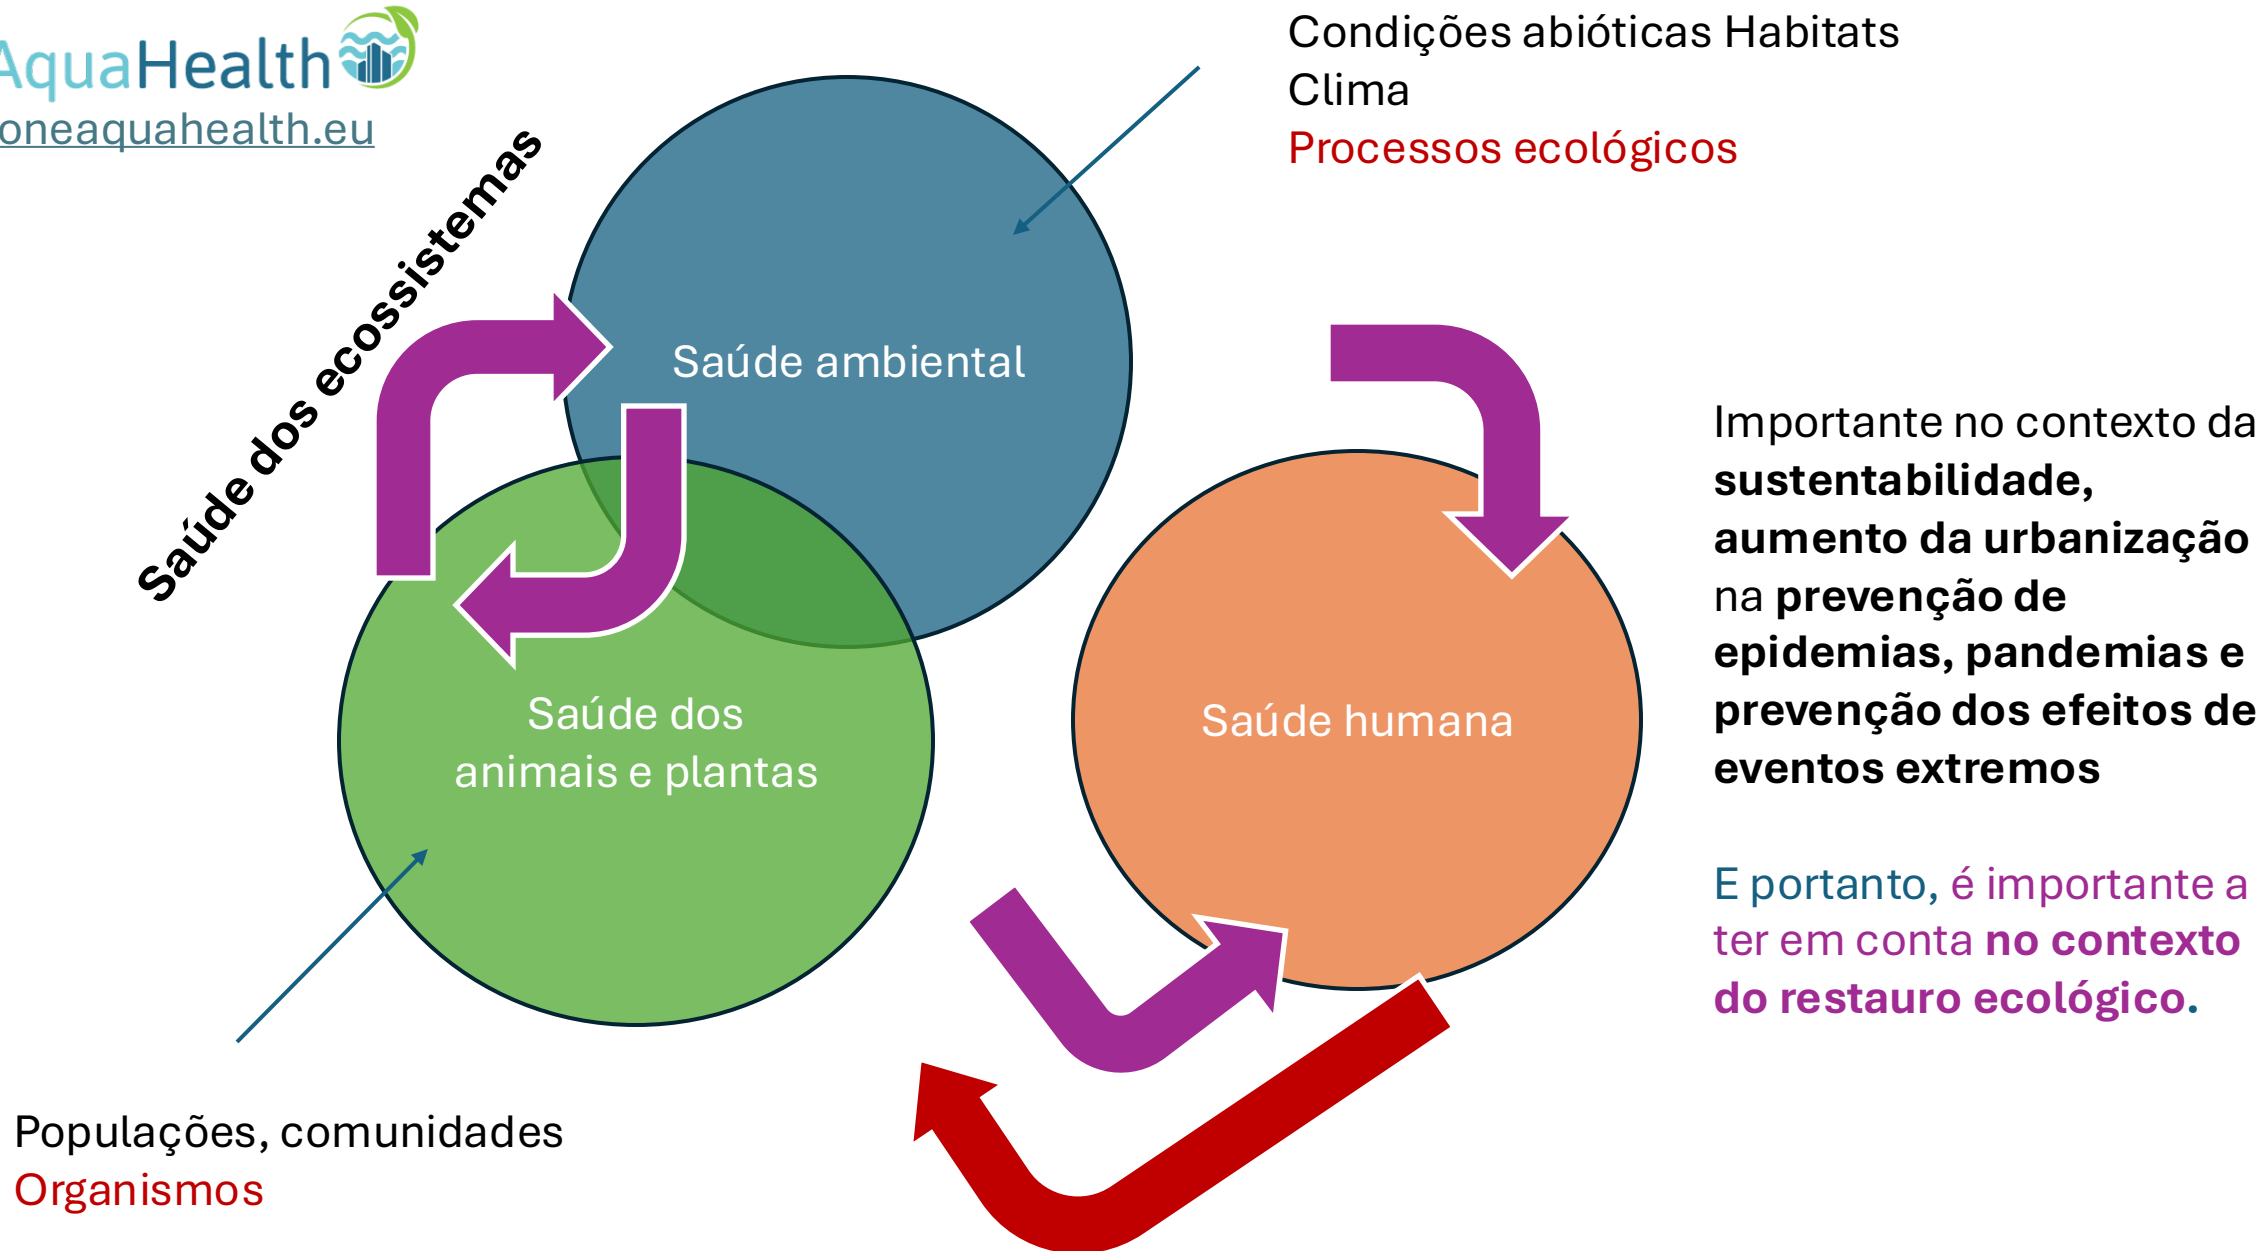 AquaHealth
oneaquahealth.eu
Condições abióticas Habitats
Clima
Processos ecológicos
Saúde dos ecossistemas
Saúde ambiental
Importante no contexto da
sustentabilidade,
aumento da urbanização
na prevenção de
epidemias, pandemias e
prevenção dos efeitos de
eventos extremos
Saúde dos
animais e plantas
Saúde humana
E portanto, é importante a
ter em conta no contexto
do restauro ecológico.
Populações, comunidades
Organismos